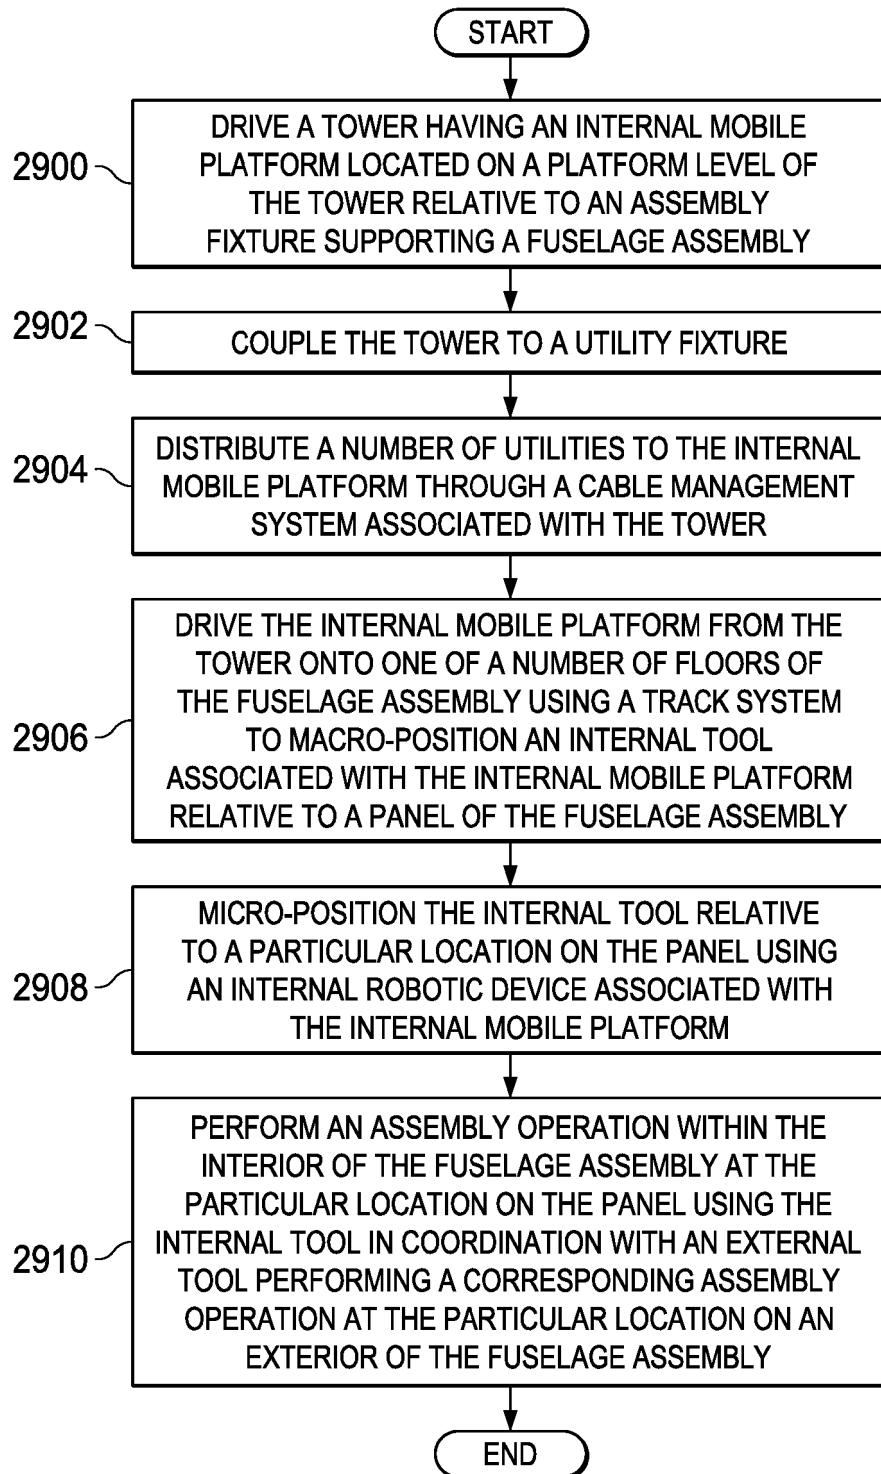 START
2900
DRIVE A TOWER HAVING AN INTERNAL MOBILE
PLATFORM LOCATED ON A PLATFORM LEVEL OF
THE TOWER RELATIVE TO AN ASSEMBLY
FIXTURE SUPPORTING A FUSELAGE ASSEMBLY
2902
COUPLE THE TOWER TO A UTILITY FIXTURE
2904
DISTRIBUTE A NUMBER OF UTILITIES TO THE INTERNAL
MOBILE PLATFORM THROUGH A CABLE MANAGEMENT
SYSTEM ASSOCIATED WITH THE TOWER
2906
DRIVE THE INTERNAL MOBILE PLATFORM FROM THE
TOWER ONTO ONE OF A NUMBER OF FLOORS OF
THE FUSELAGE ASSEMBLY USING A TRACK SYSTEM
TO MACRO-POSITION AN INTERNAL TOOL
ASSOCIATED WITH THE INTERNAL MOBILE PLATFORM
RELATIVE TO A PANEL OF THE FUSELAGE ASSEMBLY
2908
MICRO-POSITION THE INTERNAL TOOL RELATIVE
TO A PARTICULAR LOCATION ON THE PANEL USING
AN INTERNAL ROBOTIC DEVICE ASSOCIATED WITH
THE INTERNAL MOBILE PLATFORM
2910
PERFORM AN ASSEMBLY OPERATION WITHIN THE
INTERIOR OF THE FUSELAGE ASSEMBLY AT THE
PARTICULAR LOCATION ON THE PANEL USING THE
INTERNAL TOOL IN COORDINATION WITH AN EXTERNAL
TOOL PERFORMING A CORRESPONDING ASSEMBLY
OPERATION AT THE PARTICULAR LOCATION ON AN
EXTERIOR OF THE FUSELAGE ASSEMBLY
END